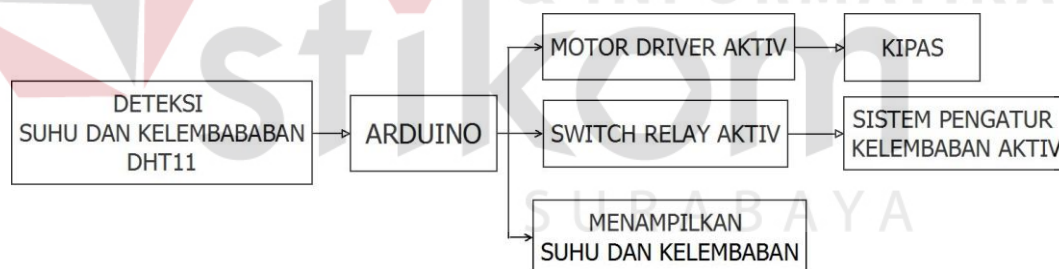 & INFORMATIKA
stikom
SURABAYA
DETEKSI
SUHU DAN KELEMBABABAN
DHT11
ARDUINO
MOTOR DRIVER AKTIV
KIPAS
SWITCH RELAY AKTIV
SISTEM PENGATUR
KELEMBABAN AKTIV
MENAMPILKAN
SUHU DAN KELEMBABAN